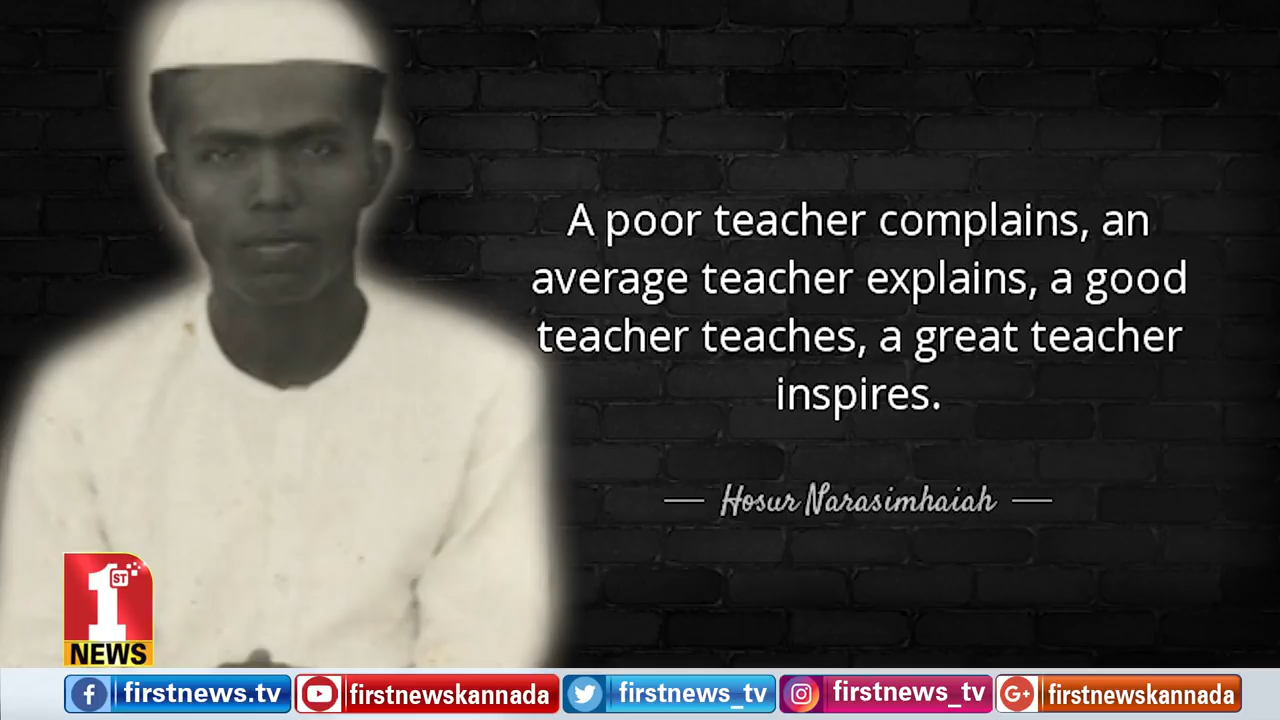 A poor teacher complains, an
average teacher explains, a good
teacher teaches, a great teacher
inspires.
Hosur Narasimhaiah
1ST
NEWS
firstnews.tv
firstnewskannada
firstnews_tv
firstnews_tv
firstnewskannada